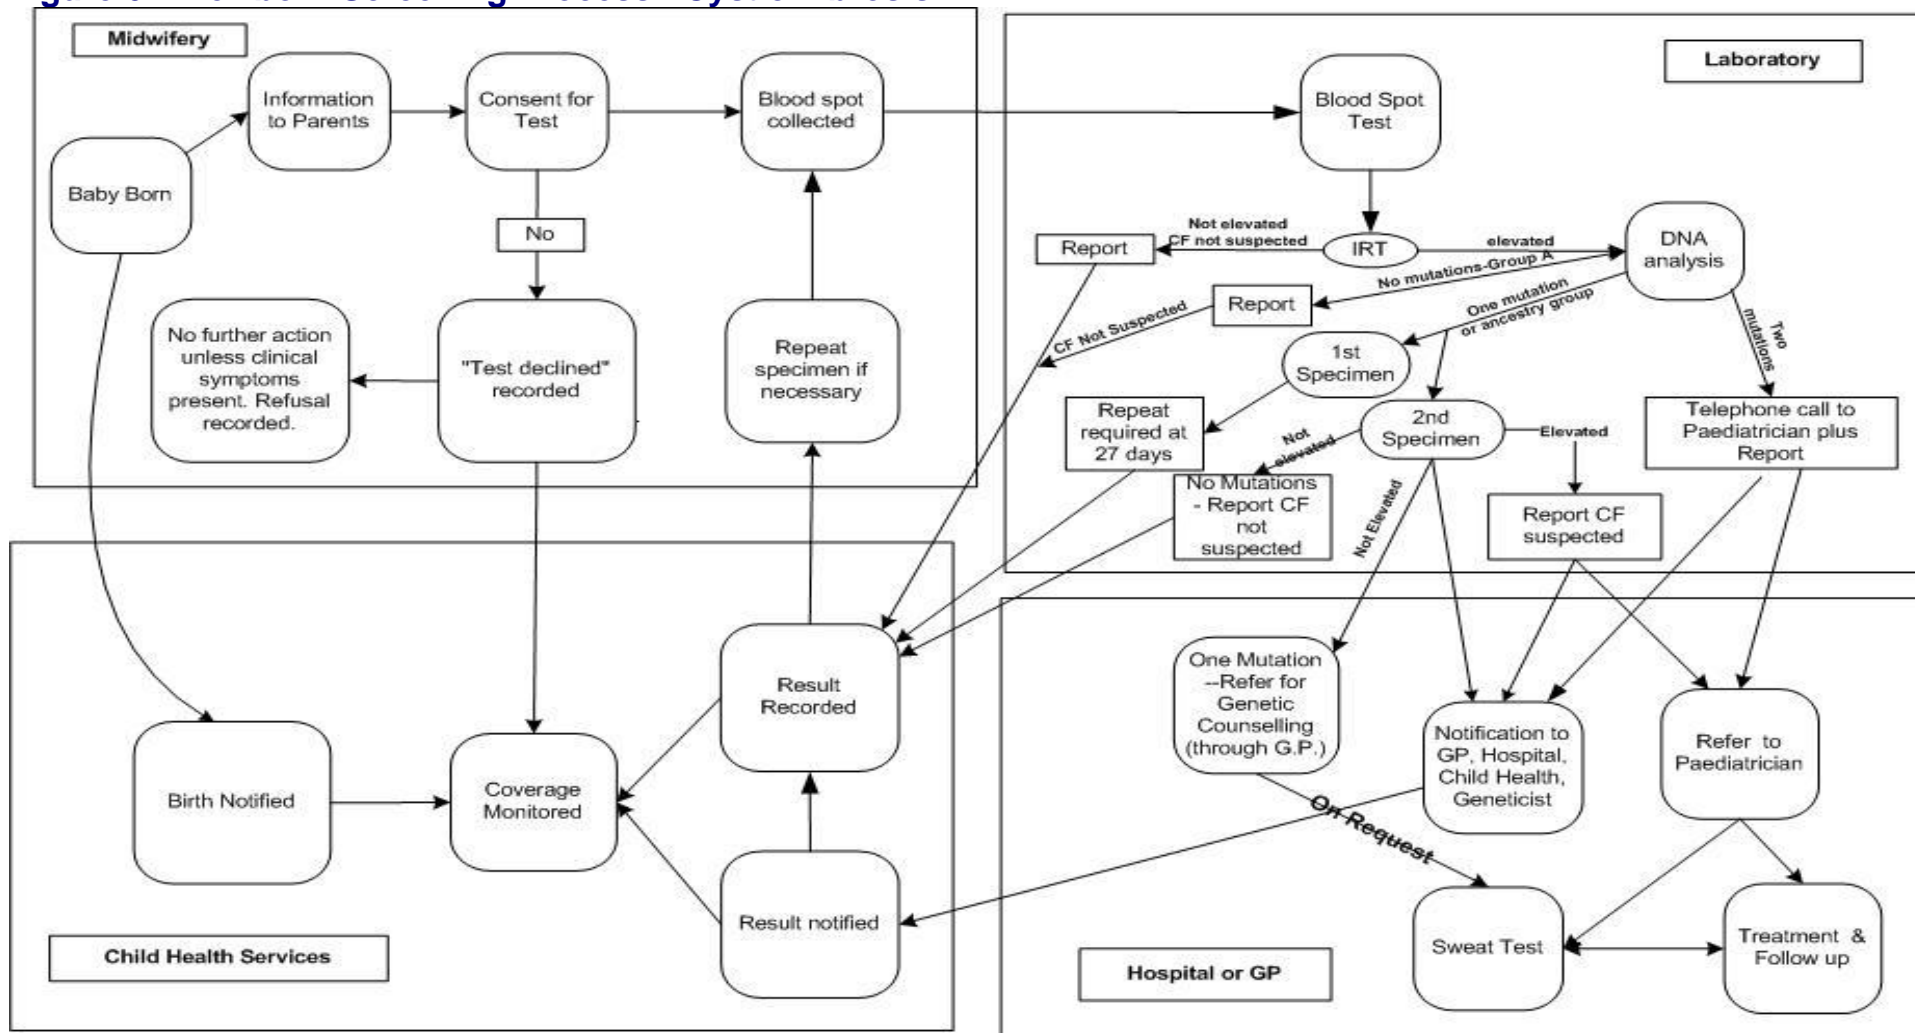 Midwifery
Baby Born
Information
to Parents
Consent for
Test
Blood spot
collected
No
"Test declined"
recorded
No further action
unless clinical
symptoms
present. Refusal
recorded.
Repeat
specimen if
necessary
Laboratory
Blood Spot
Test
IRT
Not elevated
CF not suspected
Report
elevated
DNA
analysis
No mutations-Group A
Report
CF Not Suspected
One mutation
or ancestry group
Two
mutations
1st
Specimen
Repeat
required at
27 days
2nd
Specimen
Not
elevated
Elevated
No Mutations
- Report CF
not
suspected
Not Elevated
Report CF
suspected
Telephone call to
Paediatrician plus
Report
Child Health Services
Birth Notified
Coverage
Monitored
Result
Recorded
Result notified
Hospital or GP
One Mutation
--Refer for
Genetic
Counselling
(through G.P.)
Notification to
GP, Hospital,
Child Health,
Geneticist
Refer to
Paediatrician
On Request
Sweat Test
Treatment &
Follow up